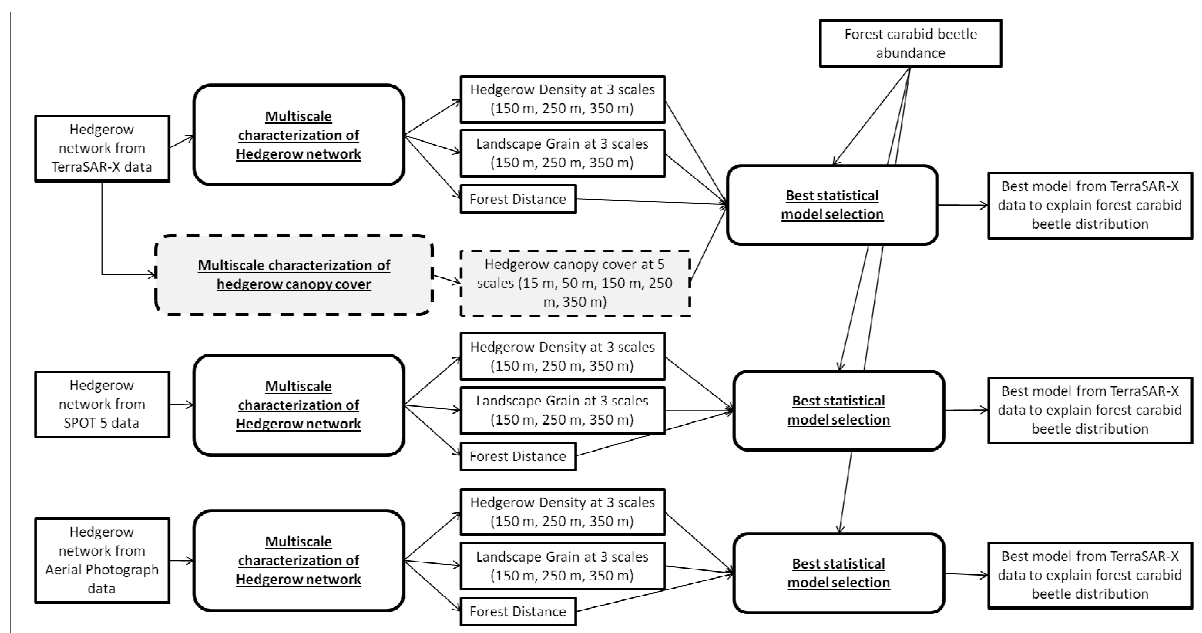 Forest carabid beetle
abundance
Hedgerow
network from
TerraSAR-X data
Multiscale
characterization of
Hedgerow network
Hedgerow Density at 3 scales
(150 m, 250 m, 350 m)
Landscape Grain at 3 scales
(150 m, 250 m, 350 m)
Forest Distance
Best statistical
model selection
Best model from TerraSAR-X
data to explain forest carabid
beetle distribution
Multiscale characterization of
hedgerow canopy cover
Hedgerow canopy cover at 5
scales (15 m, 50 m, 150 m, 250
m, 350 m)
Hedgerow
network from
SPOT 5 data
Multiscale
characterization of
Hedgerow network
Hedgerow Density at 3 scales
(150 m, 250 m, 350 m)
Landscape Grain at 3 scales
(150 m, 250 m, 350 m)
Forest Distance
Best statistical
model selection
Best model from TerraSAR-X
data to explain forest carabid
beetle distribution
Hedgerow
network from
Aerial Photograph
data
Multiscale
characterization of
Hedgerow network
Hedgerow Density at 3 scales
(150 m, 250 m, 350 m)
Landscape Grain at 3 scales
(150 m, 250 m, 350 m)
Forest Distance
Best statistical
model selection
Best model from TerraSAR-X
data to explain forest carabid
beetle distribution